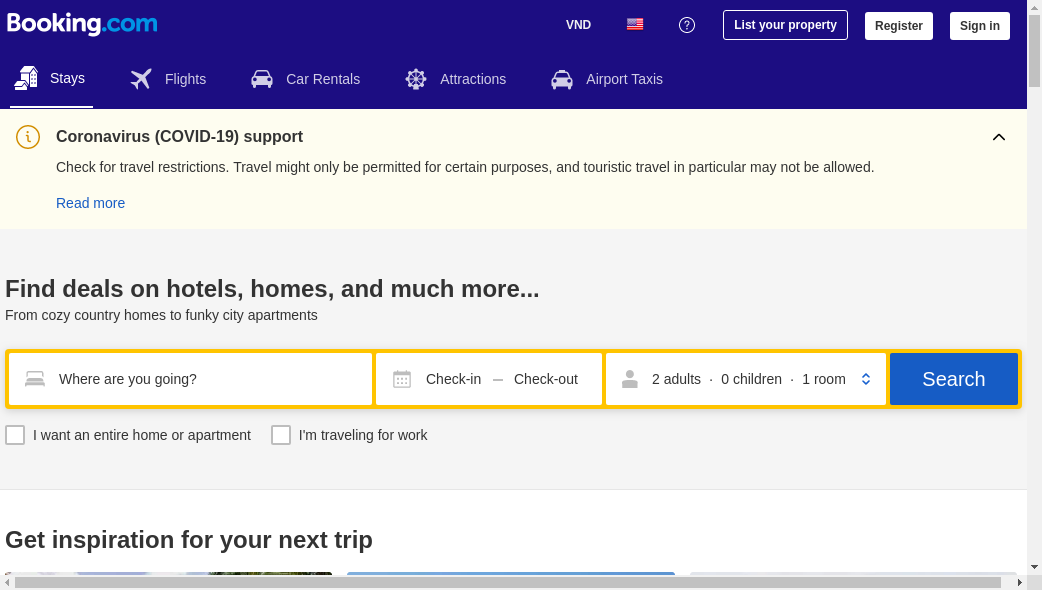 Booking.com
VND
List your property
Register
Sign in
Stays
Flights
Car Rentals
Attractions
Airport Taxis
Coronavirus (COVID-19) support
Check for travel restrictions. Travel might only be permitted for certain purposes, and touristic travel in particular may not be allowed.
Read more
Find deals on hotels, homes, and much more...
From cozy country homes to funky city apartments
Where are you going?
Check-in — Check-out
2 adults · 0 children · 1 room
Search
I want an entire home or apartment
I'm traveling for work
Get inspiration for your next trip